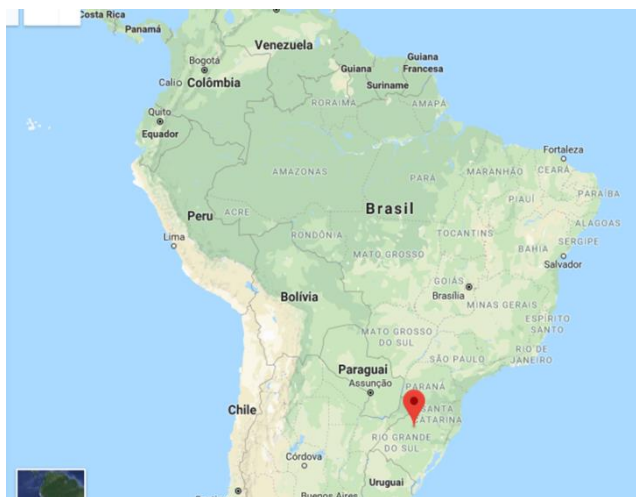 Costa Rica
Panamá
Venezuela
Bogotá
Guiana
Guiana
Francesa
Cali
Colômbia
Suriname
RORAIMA
AMAPÁ
Quito
Equador
Fortaleza
AMAZONAS
PARÁ
MARANHÃO
CEARÁ
PARAÍBA
PIAUÍ
Peru
ACRE
Brasil
ALAGOAS
Lima
RONDÔNIA
TOCANTINS
SERGIPE
MATO GROSSO
BAHIA
Salvador
GOIÁS
Bolívia
Brasília
MINAS GERAIS
ESPÍRITO
SANTO
MATO GROSSO
DO SUL
RIO DE
JANEIRO
SÃO PAULO
Paraguai
Assunção
PARANÁ
Chile
ANTA
CATARINA
RIO GRANDE
DO SUL
Córdova
Uruguai
Buenos Aires